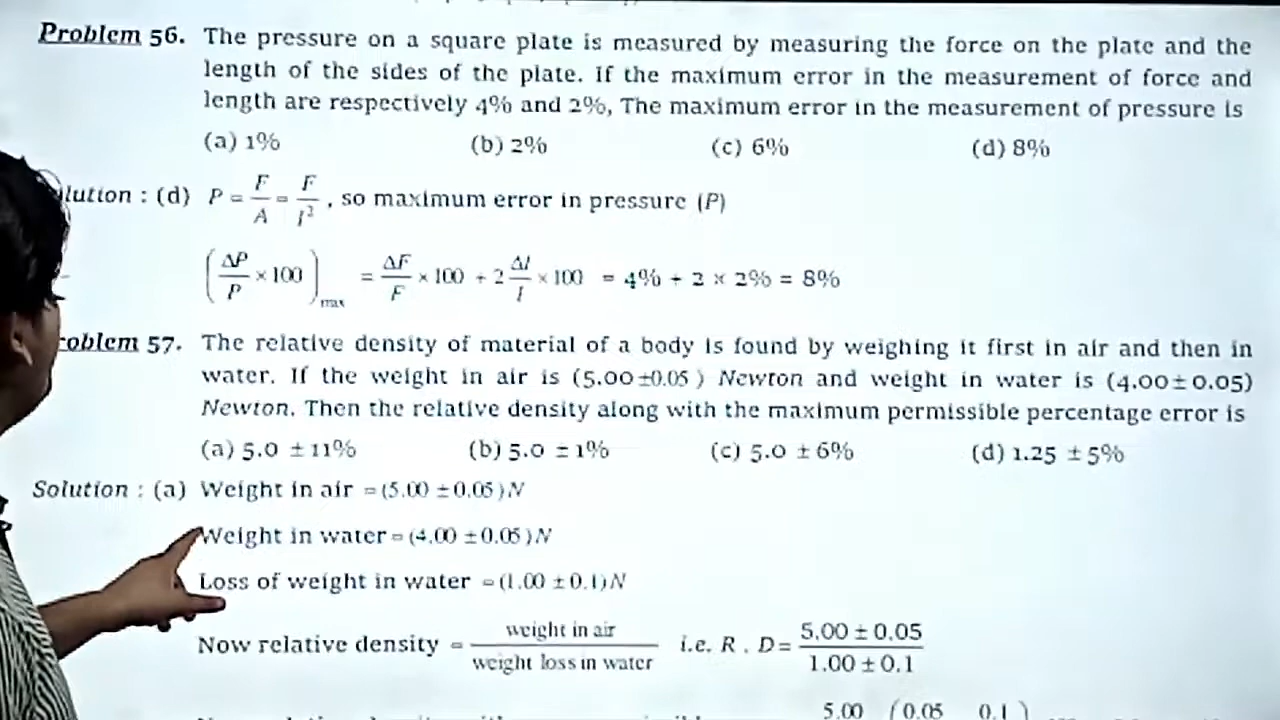 Problem 56. The pressure on a square plate is measured by measuring the force on the plate and the
length of the sides of the plate. If the maximum error in the measurement of force and
length are respectively 4% and 2%, The maximum error in the measurement of pressure is
(a) 1% (b) 2% (c) 6% (d) 8%
lution : (d) P = F/A = F/l², so maximum error in pressure (P)
(ΔP/P × 100)max = ΔF/F × 100 + 2 Δl/l × 100 = 4% + 2 × 2% = 8%
roblem 57. The relative density of material of a body is found by weighing it first in air and then in
water. If the weight in air is (5.00±0.05 ) Newton and weight in water is (4.00±0.05)
Newton. Then the relative density along with the maximum permissible percentage error is
(a) 5.0 ±11% (b) 5.0 ±1% (c) 5.0 ±6% (d) 1.25 ±5%
Solution : (a) Weight in air =(5.00 ±0.05)N
Weight in water=(4.00 ±0.05)N
Loss of weight in water =(1.00 ±0.1)N
Now relative density = weight in air/weight loss in water i.e. R . D= 5.00 ± 0.05/1.00 ± 0.1
5.00 (0.05 0.1 )